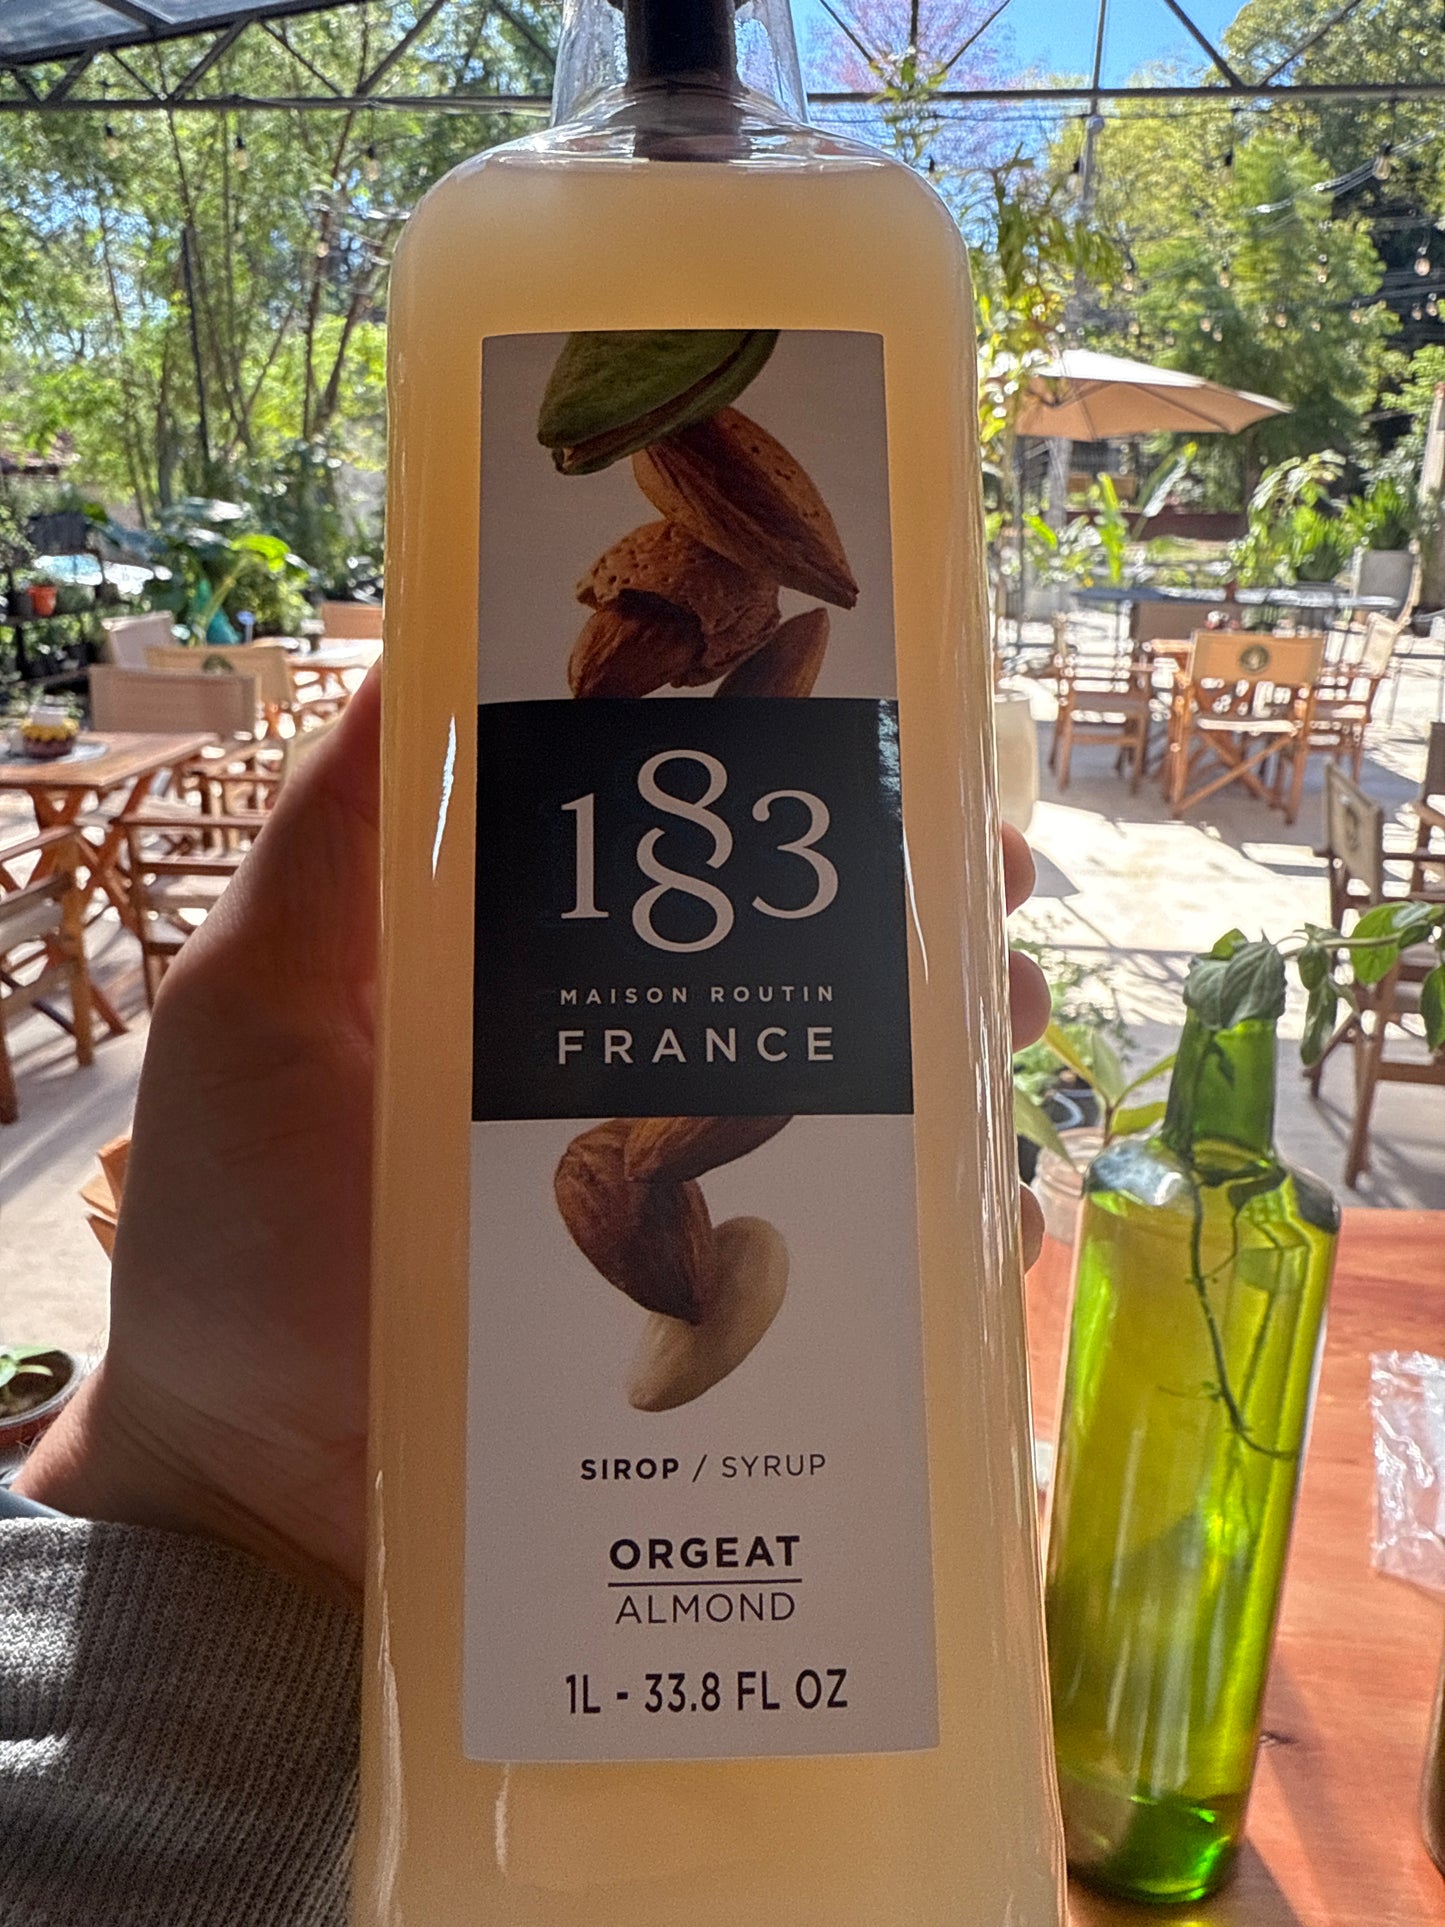 1883
MAISON ROUTIN
FRANCE
SIROP / SYRUP
ORGEAT
ALMOND
1L - 33.8 FL OZ